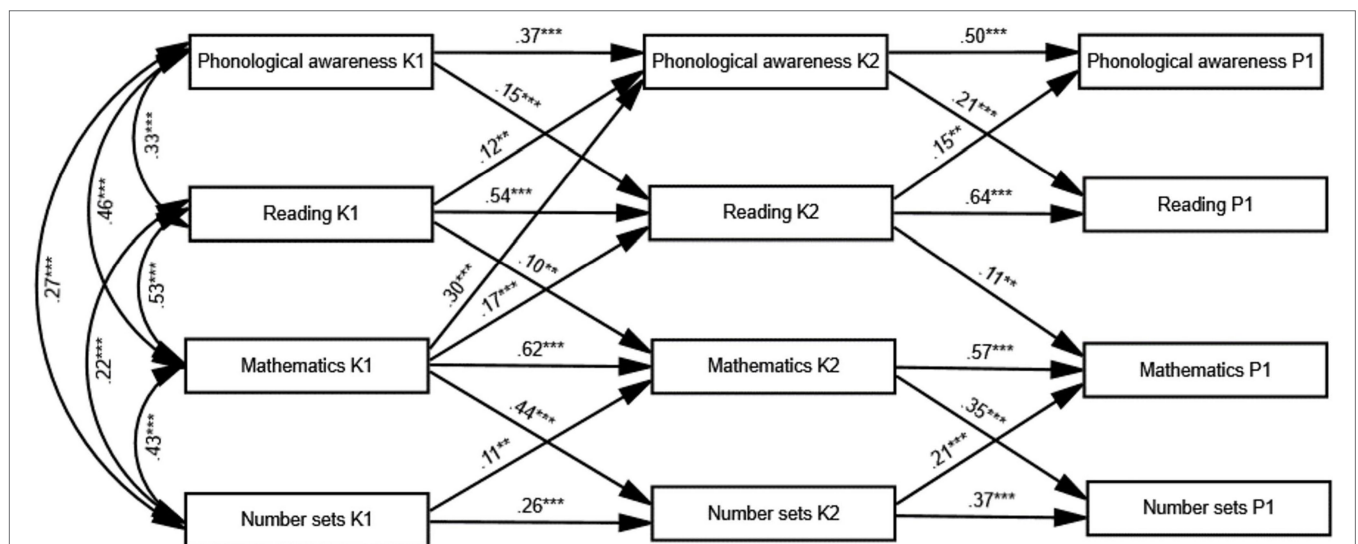 .37***
.50***
Phonological awareness K1
Phonological awareness K2
Phonological awareness P1
.15***
.21***
.33***
.12**
.15**
.46***
.54***
.64***
Reading K1
Reading K2
Reading P1
.27***
.53***
.30***
.17***
.10**
.11**
.22***
.62***
.57***
Mathematics K1
Mathematics K2
Mathematics P1
.43***
.44***
.35***
.11**
.21***
.26***
.37***
Number sets K1
Number sets K2
Number sets P1